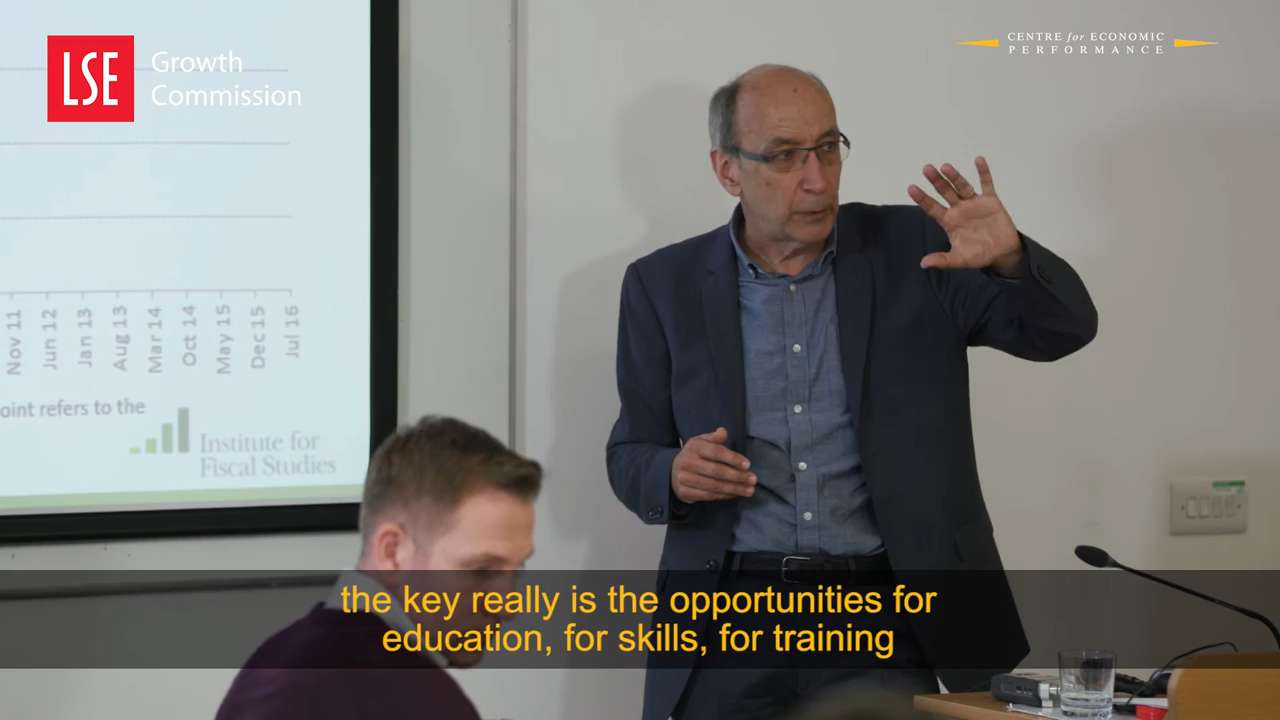 LSE
Growth
Commission
CENTRE for ECONOMIC
PERFORMANCE
Nov 11
Jun 12
Jan 13
Aug 13
Mar 14
Oct 14
May 15
Dec 15
Jul 16
oint refers to the
Institute for
Fiscal Studies
the key really is the opportunities for
education, for skills, for training